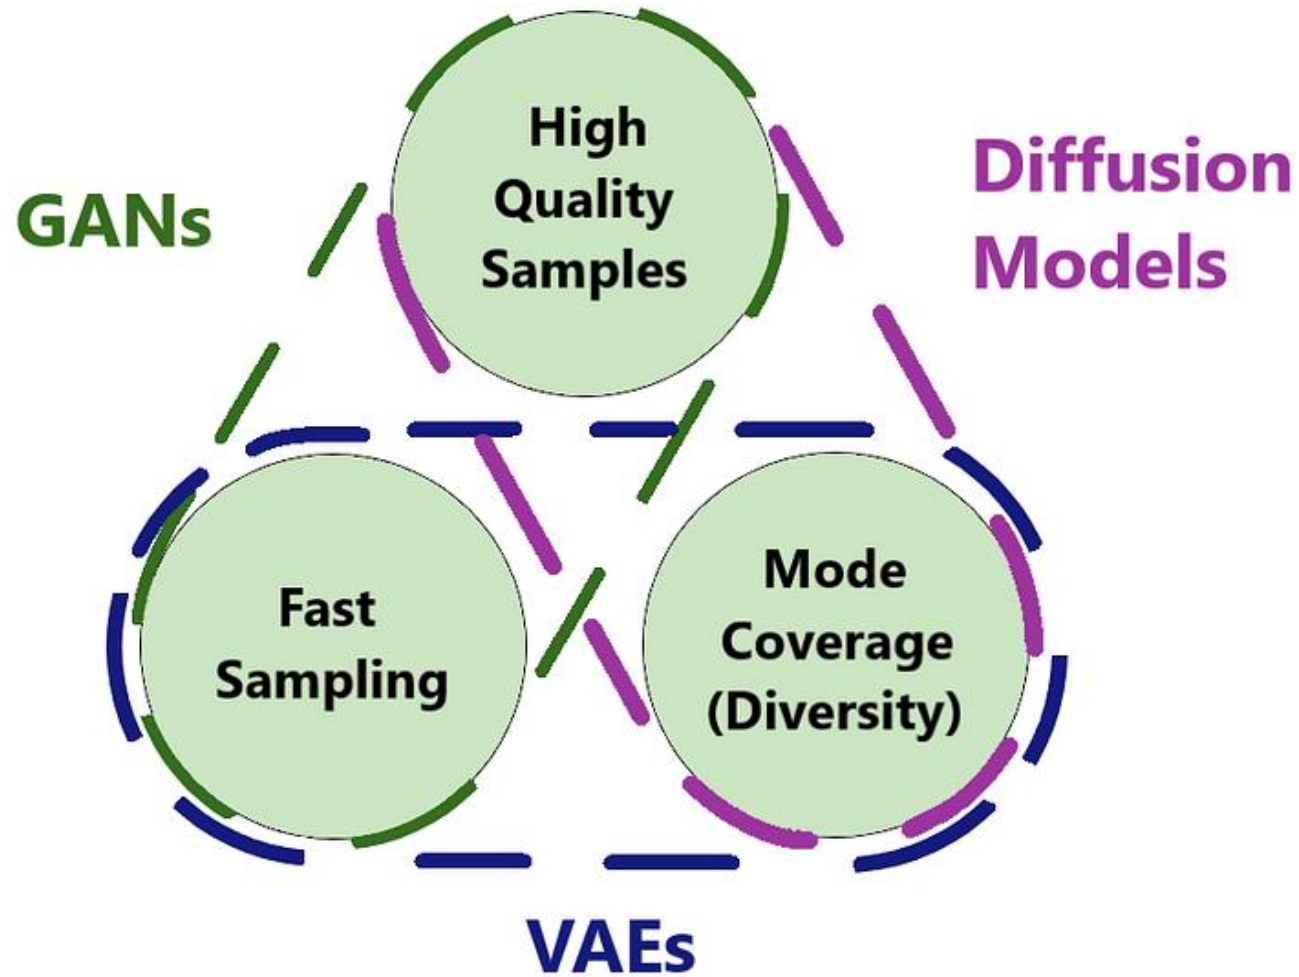 High
Quality
Samples
GANs
Diffusion
Models
Fast
Sampling
Mode
Coverage
(Diversity)
VAEs